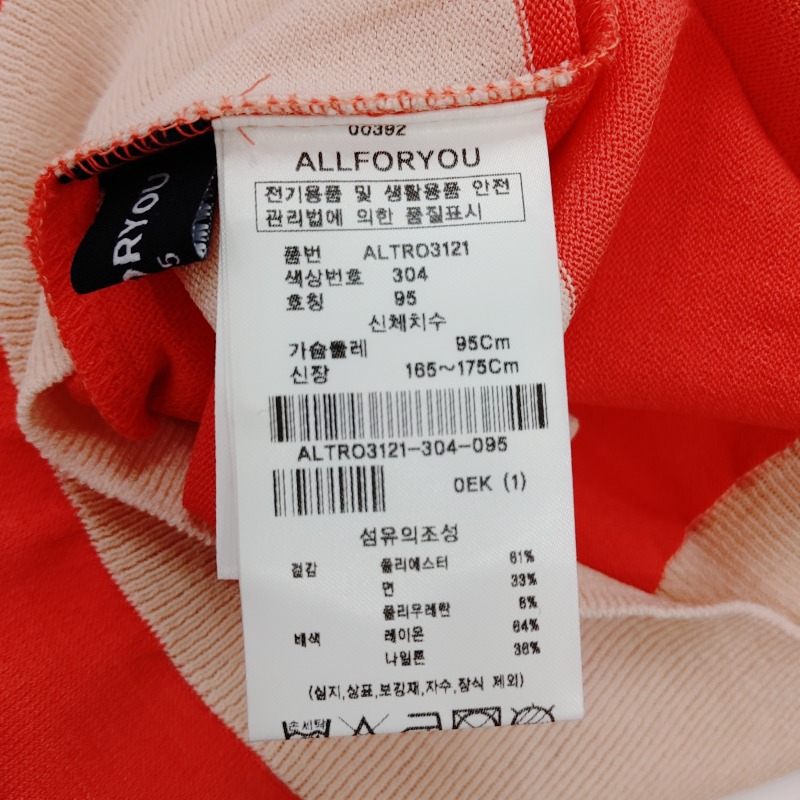 00392
ALLFORYOU
전기용품 및 생활용품 안전
관리법에 의한 품질표시
품번 ALTRO3121
색상번호 304
호칭 95
신체치수
가슴둘레 95Cm
신장 165~175Cm
ALTRO3121-304-095
0EK (1)
섬유의조성
겉감 폴리에스터 61%
면 33%
폴리우레탄 6%
배색 레이온 64%
나일론 36%
(심지,상표,보강재,자수,장식 제외)
손세탁
RYOU